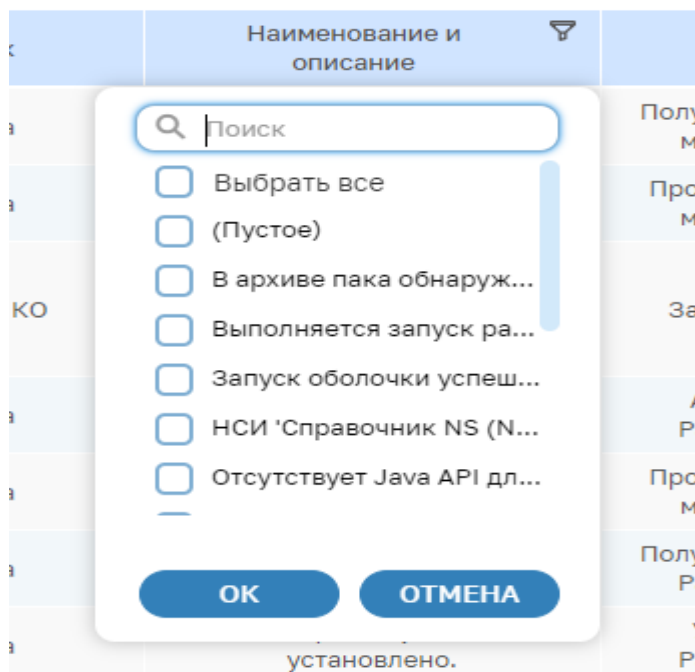 Наименование и
описание
Поиск
Выбрать все
(Пустое)
В архиве пака обнаруж...
КО
Выполняется запуск ра...
Запуск оболочки успеш...
НСИ 'Справочник NS (N...
Отсутствует Java API дл...
ОК
ОТМЕНА
установлено.